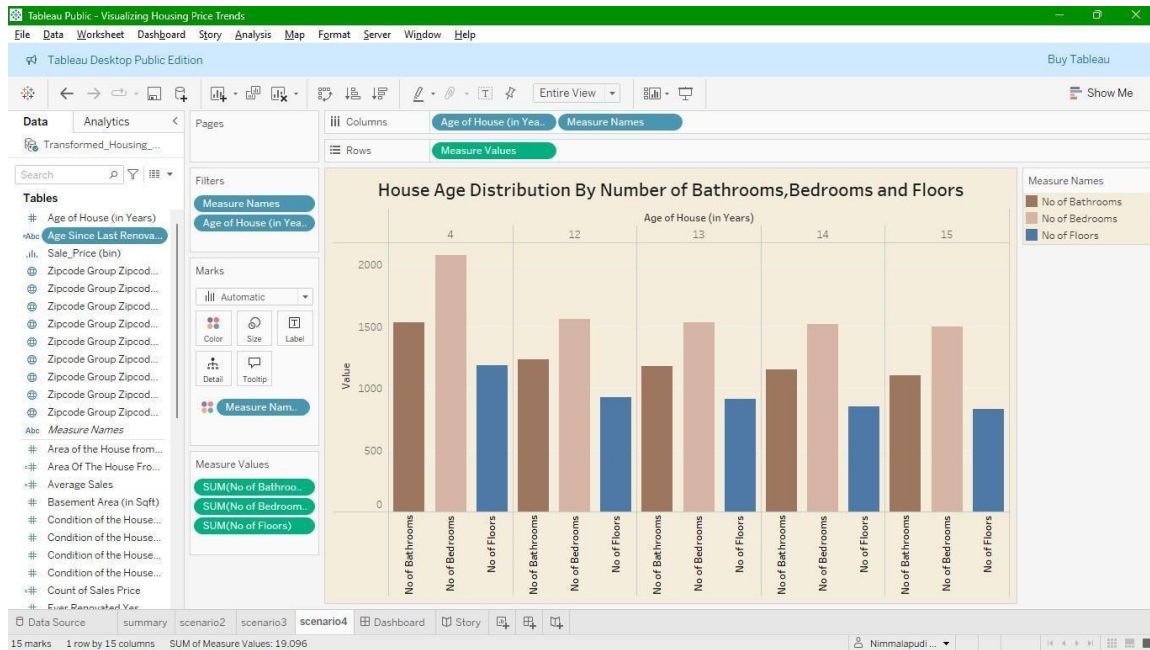 Tableau Public - Visualizing Housing Price Trends
File Data Worksheet Dashboard Story Analysis Map Format Server Window Help
Tableau Desktop Public Edition
Buy Tableau
Entire View
Show Me
Data Analytics
Transformed_Housing_...
Search
Tables
Age of House (in Years)
Age Since Last Renova...
Sale_Price (bin)
Zipcode Group Zipcod...
Zipcode Group Zipcod...
Zipcode Group Zipcod...
Zipcode Group Zipcod...
Zipcode Group Zipcod...
Zipcode Group Zipcod...
Zipcode Group Zipcod...
Zipcode Group Zipcod...
Zipcode Group Zipcod...
Abc Measure Names
Area of the House from...
Area Of The House Fro...
Average Sales
Basement Area (in Sqft)
Condition of the House...
Condition of the House...
Condition of the House...
Condition of the House...
Count of Sales Price
Ever Renovated Yes
Pages
Filters
Measure Names
Age of House (in Yea..
Marks
Automatic
Color Size Label
Detail Tooltip
Measure Nam..
Measure Values
SUM(No of Bathroo..
SUM(No of Bedroom..
SUM(No of Floors)
Columns
Age of House (in Yea.. Measure Names
Rows
Measure Values
House Age Distribution By Number of Bathrooms,Bedrooms and Floors
Age of House (in Years)
4 12 13 14 15
Value
2000
1500
1000
500
0
No of Bathrooms
No of Bedrooms
No of Floors
No of Bathrooms
No of Bedrooms
No of Floors
No of Bathrooms
No of Bedrooms
No of Floors
No of Bathrooms
No of Bedrooms
No of Floors
No of Bathrooms
No of Bedrooms
No of Floors
Measure Names
No of Bathrooms
No of Bedrooms
No of Floors
Data Source summary scenario2 scenario3 scenario4 Dashboard Story
15 marks 1 row by 15 columns SUM of Measure Values: 19,096
Nimmalapudi ...